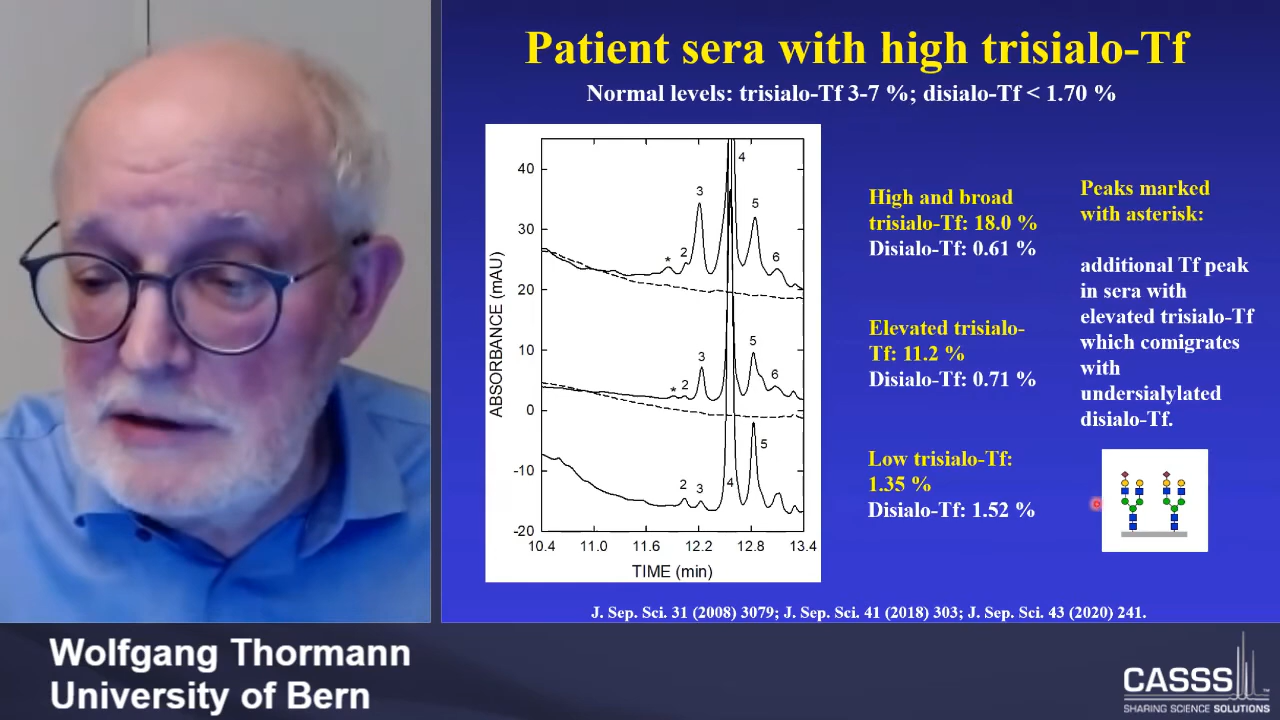 Patient sera with high trisialo-Tf
Normal levels: trisialo-Tf 3-7 %; disialo-Tf < 1.70 %
ABSORBANCE (mAU)
40
30
20
10
0
-10
-20
10.4 11.0 11.6 12.2 12.8 13.4
TIME (min)
* 2 3 4 5 6
* 2 3 5 6
2 3 4 5
High and broad
trisialo-Tf: 18.0 %
Disialo-Tf: 0.61 %
Elevated trisialo-
Tf: 11.2 %
Disialo-Tf: 0.71 %
Low trisialo-Tf:
1.35 %
Disialo-Tf: 1.52 %
Peaks marked
with asterisk:
additional Tf peak
in sera with
elevated trisialo-Tf
which comigrates
with
undersialylated
disialo-Tf.
J. Sep. Sci. 31 (2008) 3079; J. Sep. Sci. 41 (2018) 303; J. Sep. Sci. 43 (2020) 241.
Wolfgang Thormann
University of Bern
CASSS
SHARING SCIENCE SOLUTIONS